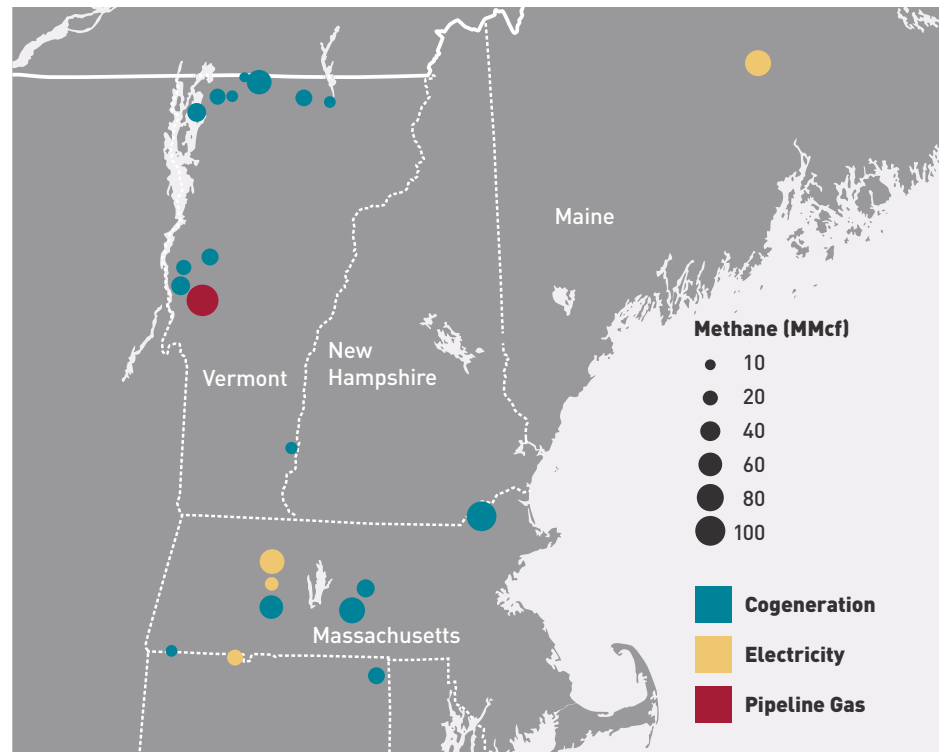 Maine
New
Hampshire
Vermont
Massachusetts
Methane (MMcf)
10
20
40
60
80
100
Cogeneration
Electricity
Pipeline Gas